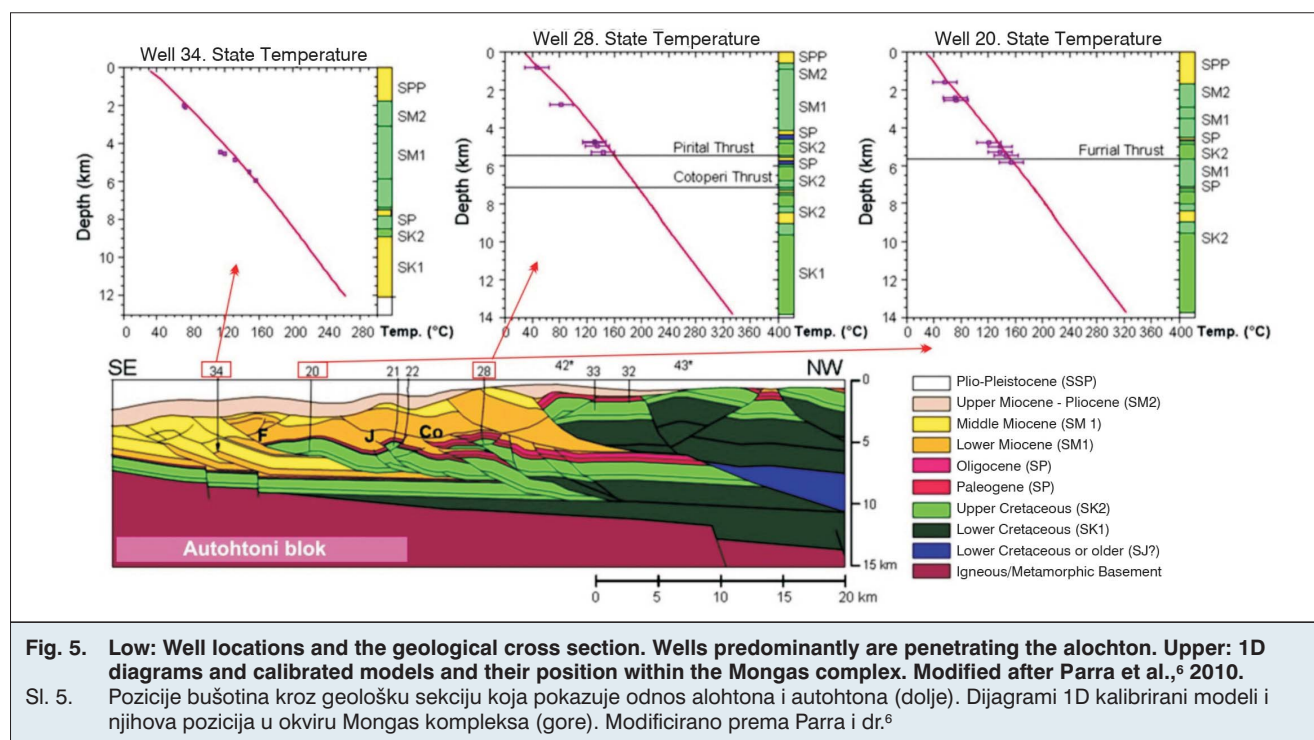 Well 34. State Temperature
0
2
4
6
8
10
12
Depth (km)
0 40 80 120 160 200 240 280 Temp. (°C)
SPP
SM2
SM1
SP
SK2
SK1
Well 28. State Temperature
0
2
4
6
8
10
12
14
Depth (km)
0 40 80 120 160 200 240 280 320 360 400 Temp. (°C)
Pirital Thrust
Cotoperi Thrust
SPP
SM2
SM1
SP
SK2
SP
SK2
SK2
SK1
Well 20. State Temperature
0
2
4
6
8
10
12
14
Depth (km)
0 40 80 120 160 200 240 280 320 360 400 Temp. (°C)
Furrial Thrust
SPP
SM2
SM1
SP
SK2
SM1
SP
SK2
SE NW
34 20 21 22 28 42* 33 32 43*
F J Co
0
5
10
15 km
Autohtoni blok
0 5 10 15 20 km
Plio-Pleistocene (SSP)
Upper Miocene - Pliocene (SM2)
Middle Miocene (SM 1)
Lower Miocene (SM1)
Oligocene (SP)
Paleogene (SP)
Upper Cretaceous (SK2)
Lower Cretaceous (SK1)
Lower Cretaceous or older (SJ?)
Igneous/Metamorphic Basement
Fig. 5. Low: Well locations and the geological cross section. Wells predominantly are penetrating the alochton. Upper: 1D
diagrams and calibrated models and their position within the Mongas complex. Modified after Parra et al.,⁶ 2010.
Sl. 5. Pozicije bušotina kroz geološku sekciju koja pokazuje odnos alohtona i autohtona (dolje). Dijagrami 1D kalibrirani modeli i
njihova pozicija u okviru Mongas kompleksa (gore). Modificirano prema Parra i dr.⁶